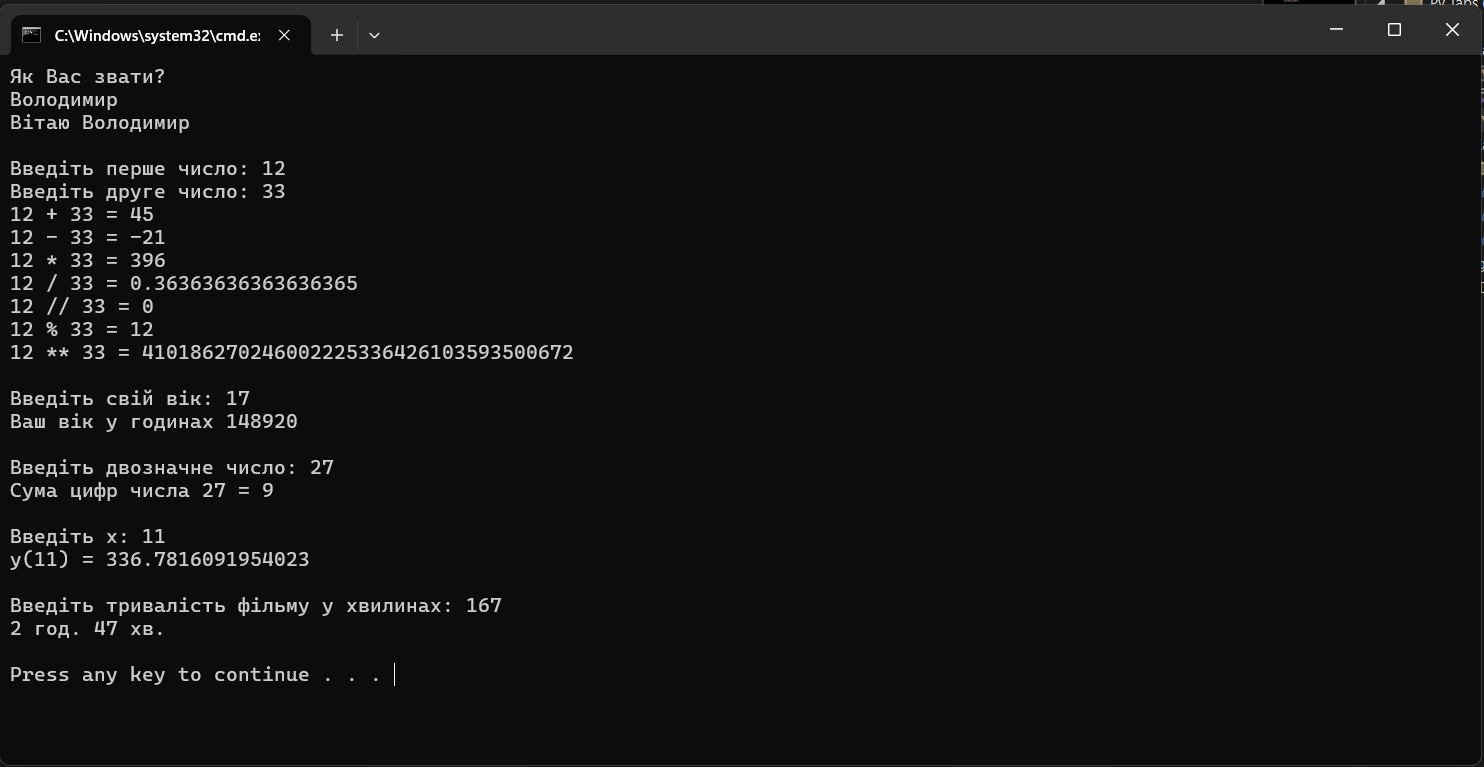 C:\Windows\system32\cmd.e
Як Вас звати?
Володимир
Вітаю Володимир
Введіть перше число: 12
Введіть друге число: 33
12 + 33 = 45
12 - 33 = -21
12 * 33 = 396
12 / 33 = 0.36363636363636365
12 // 33 = 0
12 % 33 = 12
12 ** 33 = 410186270246002225336426103593500672
Введіть свій вік: 17
Ваш вік у годинах 148920
Введіть двозначне число: 27
Сума цифр числа 27 = 9
Введіть x: 11
y(11) = 336.7816091954023
Введіть тривалість фільму у хвилинах: 167
2 год. 47 хв.
Press any key to continue . . .